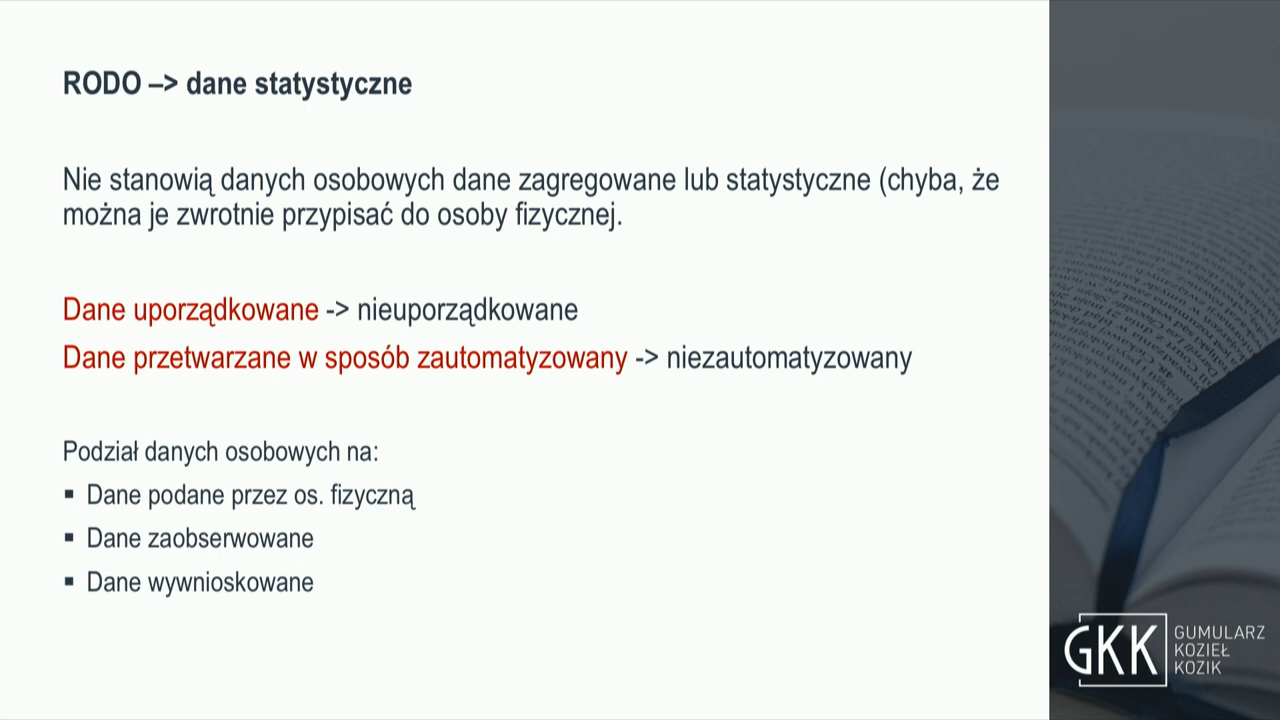 RODO –> dane statystyczne
Nie stanowią danych osobowych dane zagregowane lub statystyczne (chyba, że
można je zwrotnie przypisać do osoby fizycznej.
Dane uporządkowane -> nieuporządkowane
Dane przetwarzane w sposób zautomatyzowany -> niezautomatyzowany
Podział danych osobowych na:
▪ Dane podane przez os. fizyczną
▪ Dane zaobserwowane
▪ Dane wywnioskowane
GKK
GUMULARZ
KOZIEŁ
KOZIK